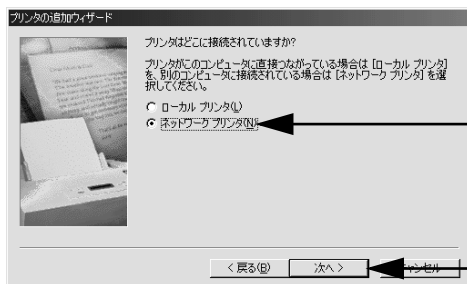 プリンタの追加ウィザード
プリンタはどこに接続されていますか?
プリンタがこのコンピュータに直接つながっている場合は [ローカル プリンタ]
を、別のコンピュータに接続されている場合は [ネットワーク プリンタ] を選
択してください。
ローカル プリンタ(L)
ネットワーク プリンタ(N)
< 戻る(B)
次へ >
キャンセル